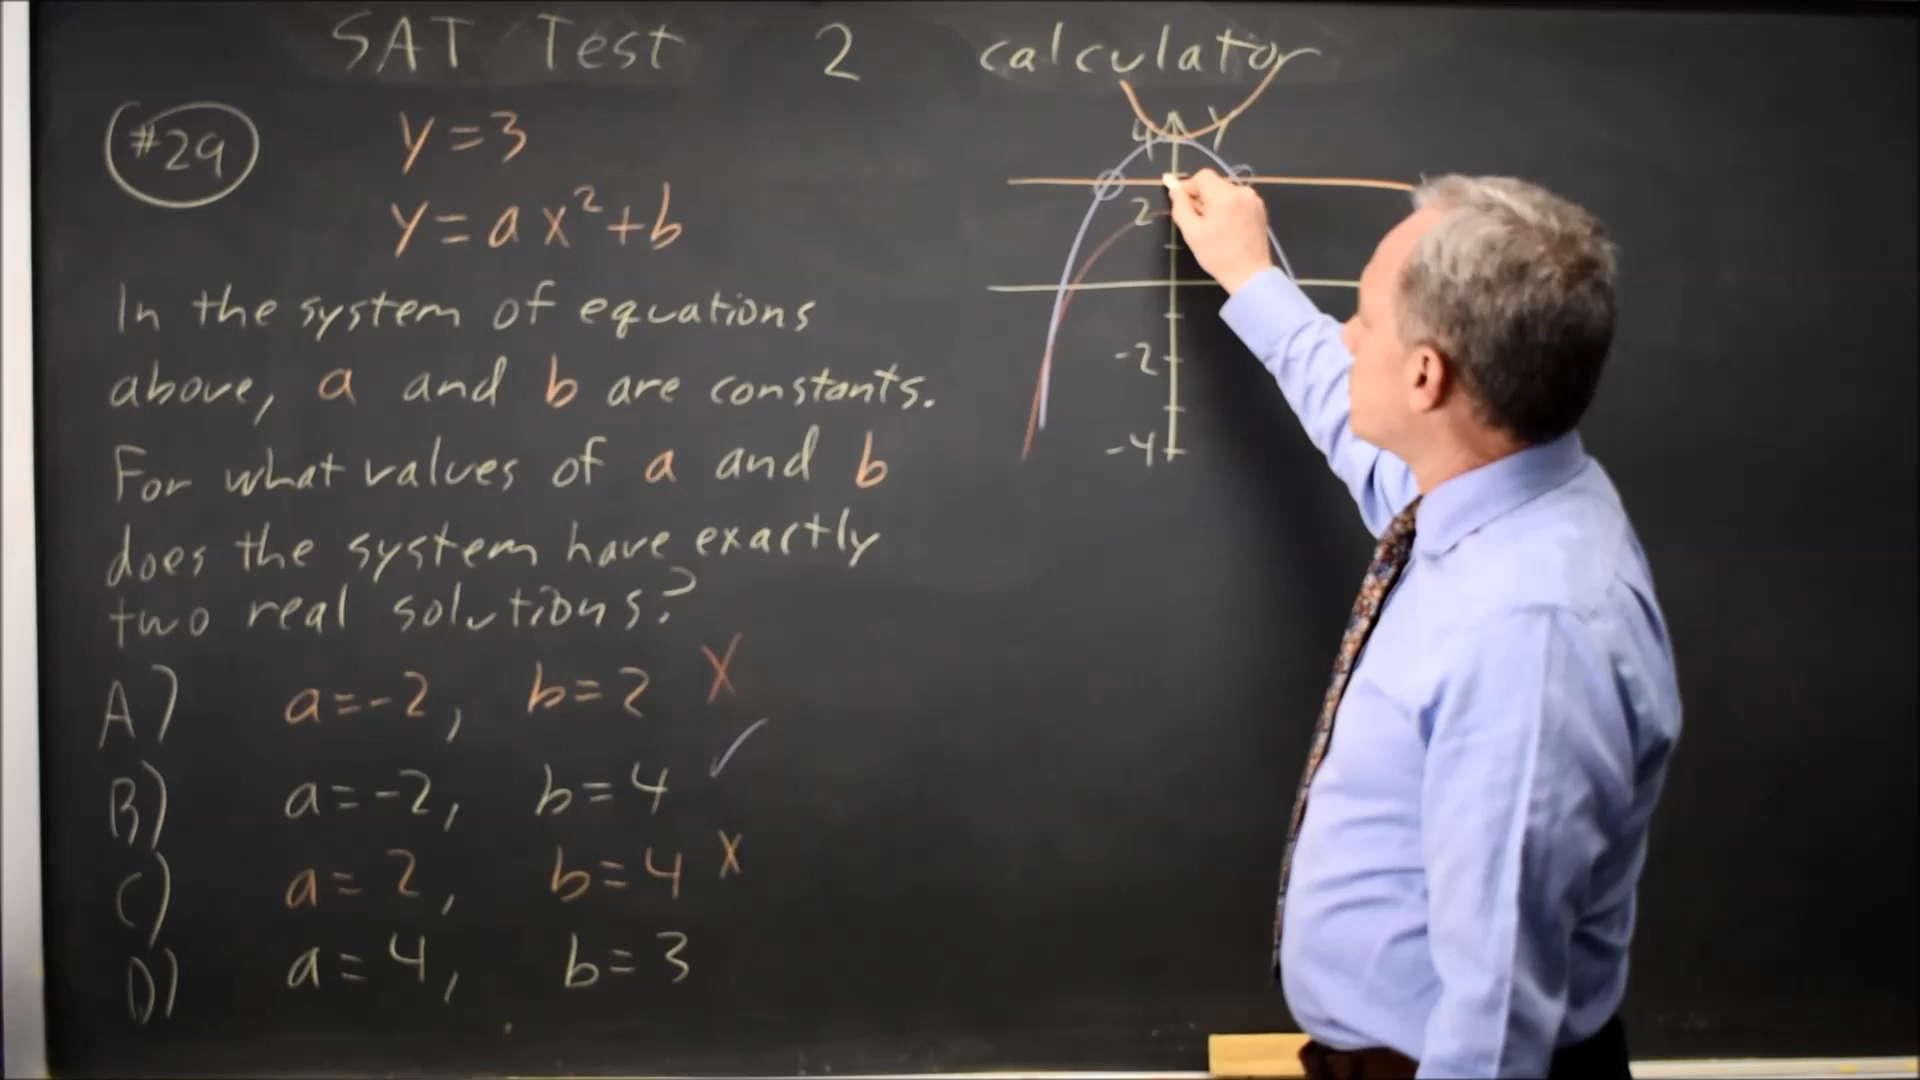 SAT Test 2 calculator
#29
y=3
y=ax²+b
In the system of equations
above, a and b are constants.
For what values of a and b
does the system have exactly
two real solutions?
A) a=-2, b=2 X
B) a=-2, b=4 ✓
C) a=2, b=4 X
D) a=4, b=3
4 y
2
-2
-4